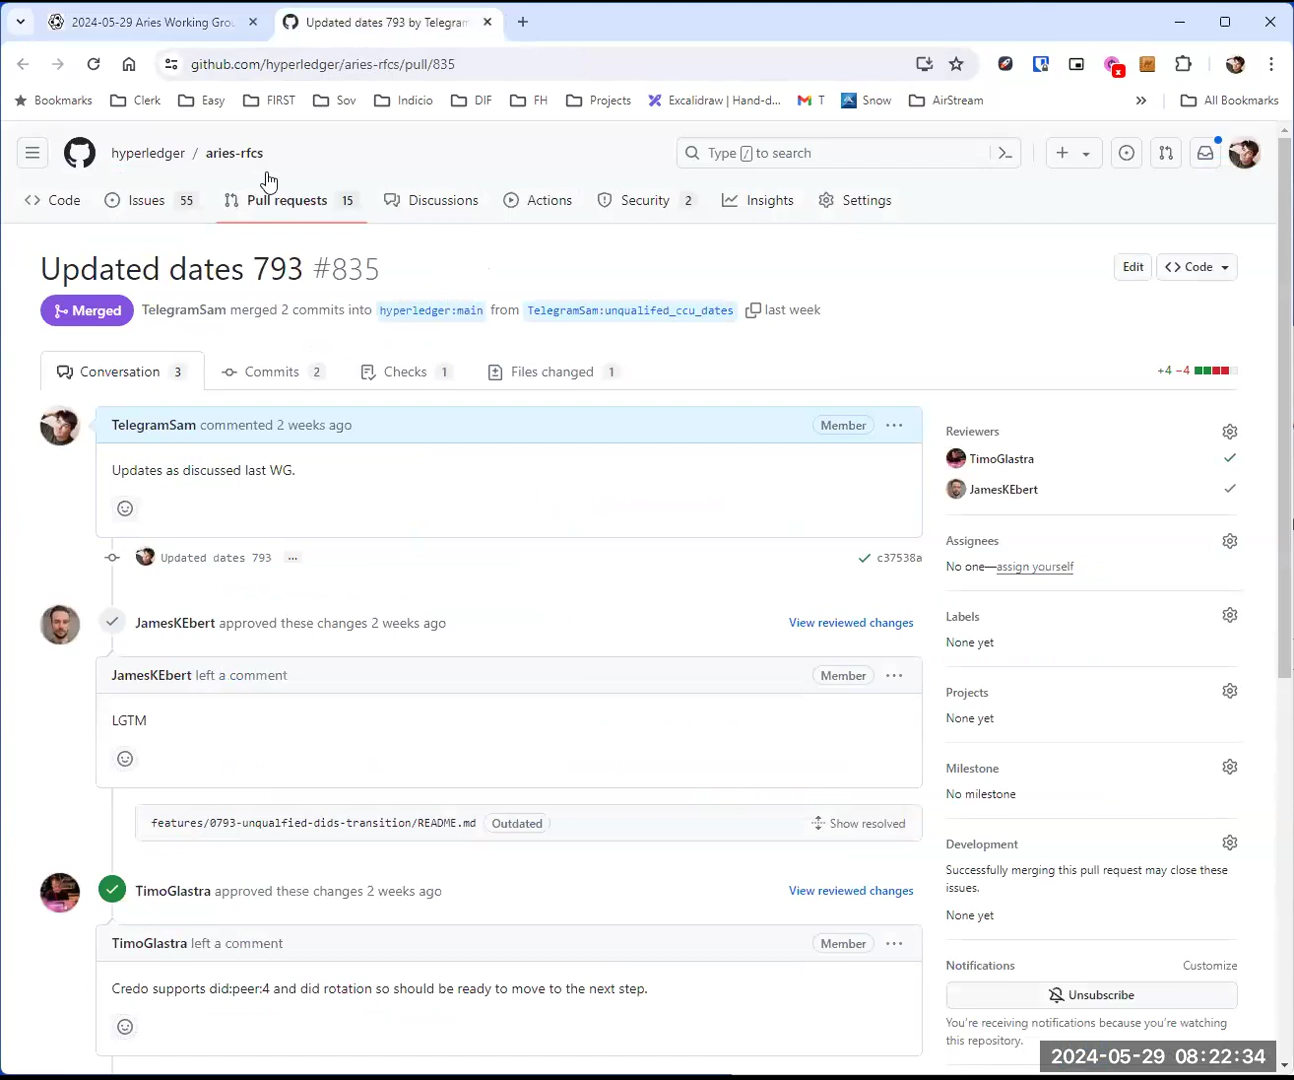 2024-05-29 Aries Working Gro
Updated dates 793 by Telegram
github.com/hyperledger/aries-rfcs/pull/835
Bookmarks Clerk Easy FIRST Sov Indicio DIF FH Projects Excalidraw | Hand-d... T Snow AirStream » All Bookmarks
hyperledger / aries-rfcs
Type / to search
Code Issues 55 Pull requests 15 Discussions Actions Security 2 Insights Settings
Updated dates 793 #835
Edit
Code
Merged
TelegramSam merged 2 commits into hyperledger:main from TelegramSam:unqualifed_ccu_dates last week
Conversation 3 Commits 2 Checks 1 Files changed 1
+4 −4
TelegramSam commented 2 weeks ago
Member
Updates as discussed last WG.
Updated dates 793
c37538a
JamesKEbert approved these changes 2 weeks ago
View reviewed changes
JamesKEbert left a comment
Member
LGTM
features/0793-unqualfied-dids-transition/README.md Outdated
Show resolved
TimoGlastra approved these changes 2 weeks ago
View reviewed changes
TimoGlastra left a comment
Member
Credo supports did:peer:4 and did rotation so should be ready to move to the next step.
Reviewers
TimoGlastra
JamesKEbert
Assignees
No one—assign yourself
Labels
None yet
Projects
None yet
Milestone
No milestone
Development
Successfully merging this pull request may close these
issues.
None yet
Notifications
Customize
Unsubscribe
You're receiving notifications because you're watching
this repository.
2024-05-29 08:22:34